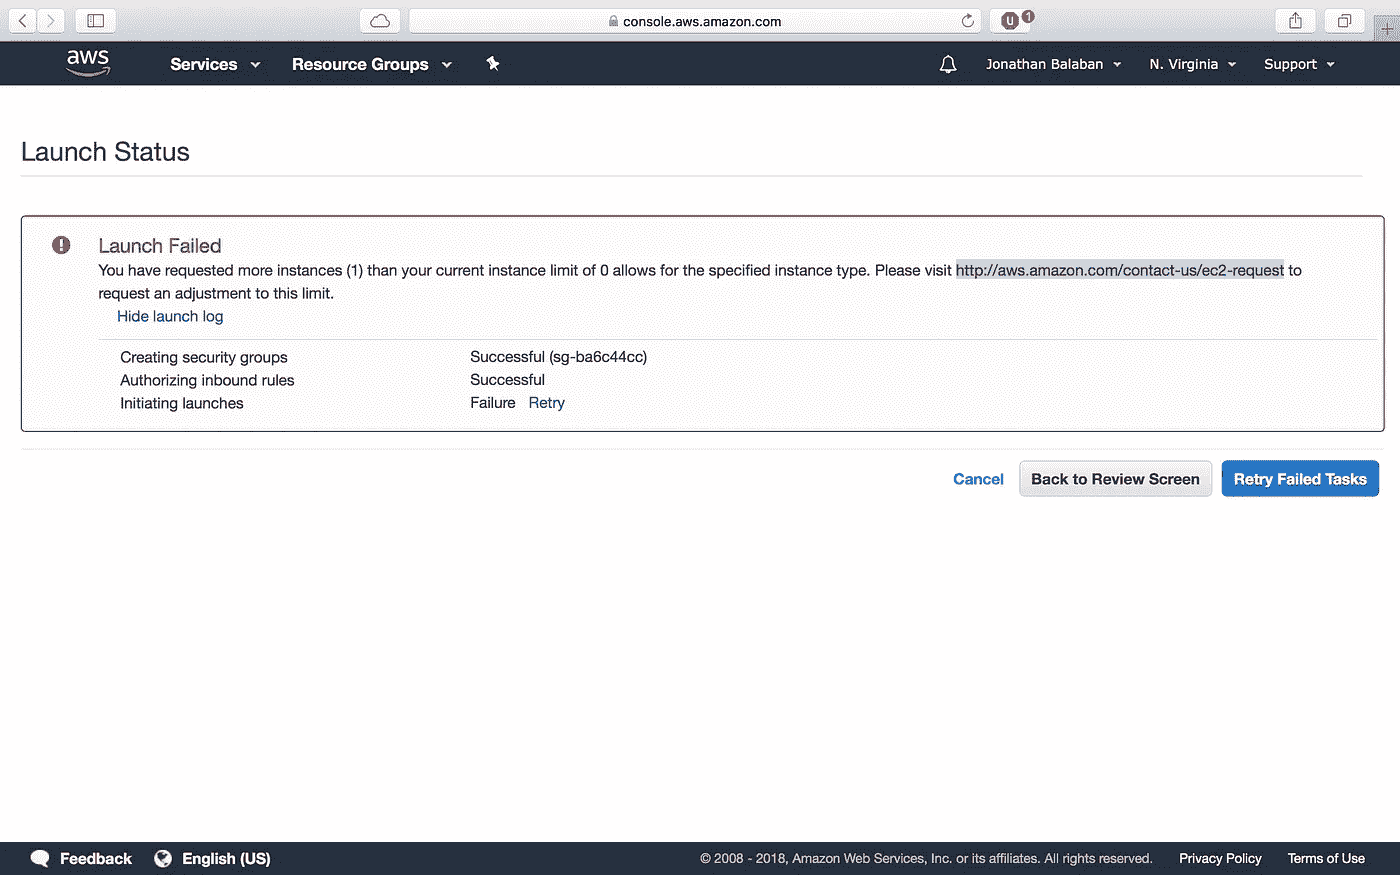 console.aws.amazon.com
u 1
aws Services Resource Groups Jonathan Balaban N. Virginia Support
Launch Status
Launch Failed
You have requested more instances (1) than your current instance limit of 0 allows for the specified instance type. Please visit http://aws.amazon.com/contact-us/ec2-request to
request an adjustment to this limit.
Hide launch log
Creating security groups Successful (sg-ba6c44cc)
Authorizing inbound rules Successful
Initiating launches Failure Retry
Cancel Back to Review Screen Retry Failed Tasks
Feedback English (US) © 2008 - 2018, Amazon Web Services, Inc. or its affiliates. All rights reserved. Privacy Policy Terms of Use